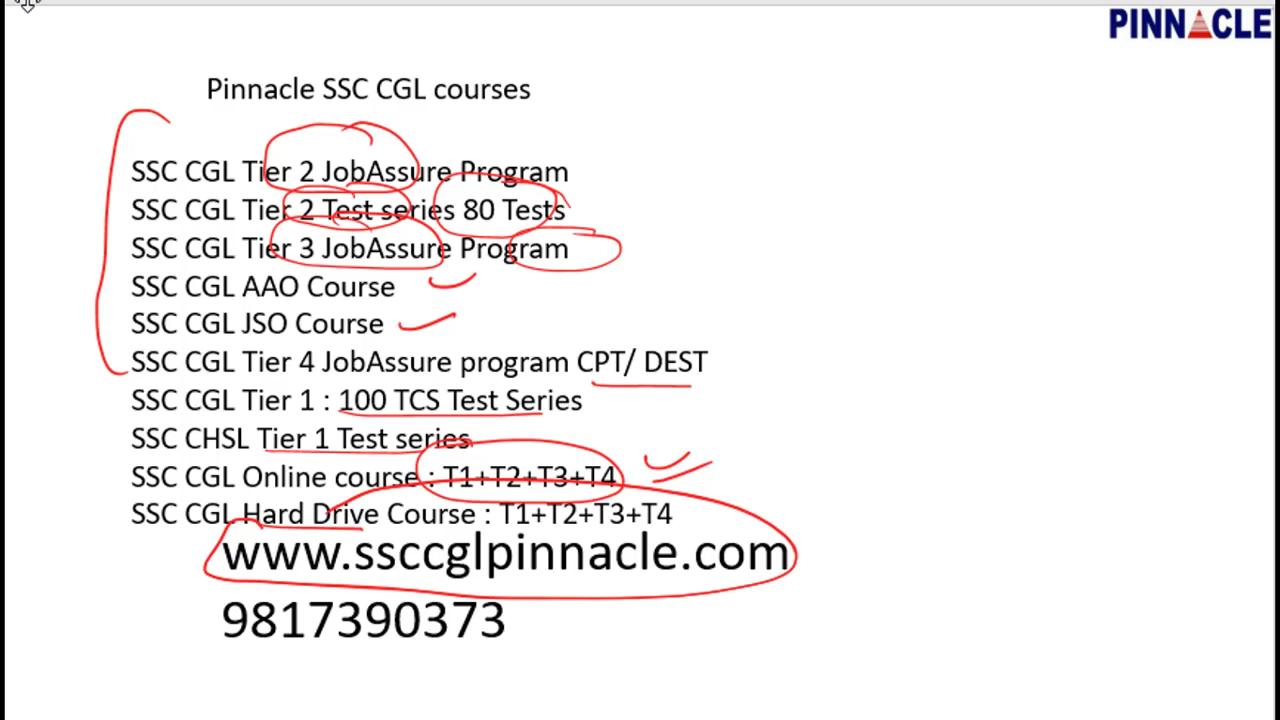 PINNACLE
Pinnacle SSC CGL courses
SSC CGL Tier 2 JobAssure Program
SSC CGL Tier 2 Test series 80 Tests
SSC CGL Tier 3 JobAssure Program
SSC CGL AAO Course
SSC CGL JSO Course
SSC CGL Tier 4 JobAssure program CPT/ DEST
SSC CGL Tier 1 : 100 TCS Test Series
SSC CHSL Tier 1 Test series
SSC CGL Online course : T1+T2+T3+T4
SSC CGL Hard Drive Course : T1+T2+T3+T4
www.ssccglpinnacle.com
9817390373